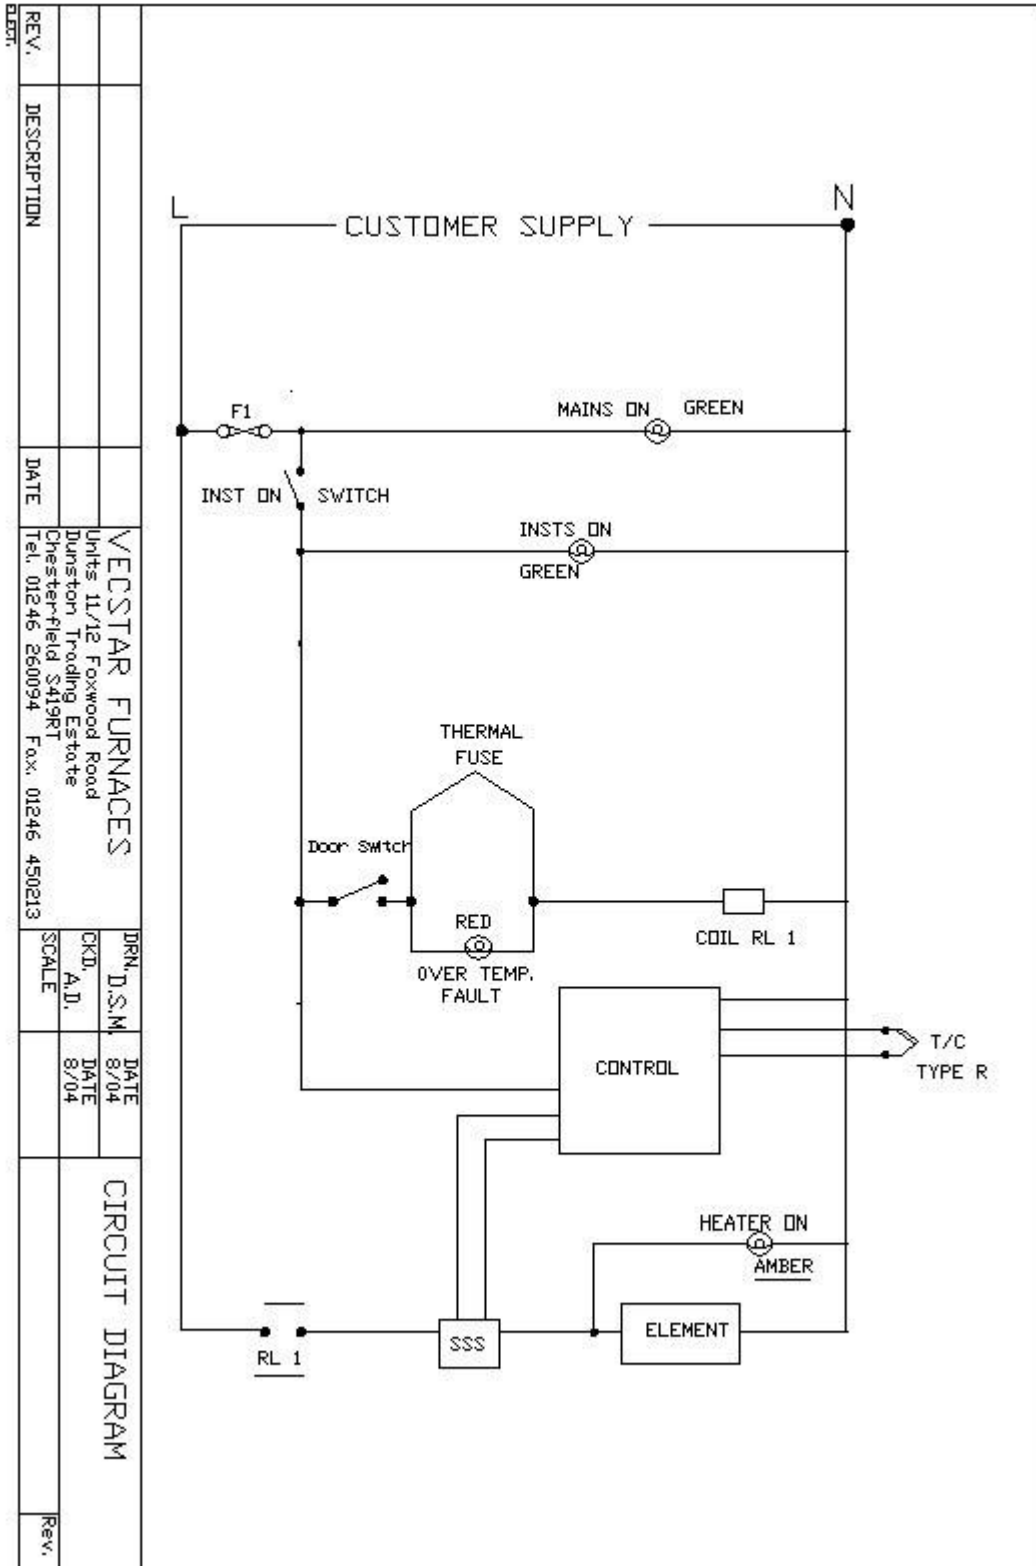 L
N
CUSTOMER SUPPLY
F1
MAINS ON
GREEN
INST ON
SWITCH
INSTS ON
GREEN
THERMAL
FUSE
Door Switch
RED
OVER TEMP.
FAULT
COIL RL 1
CONTROL
T/C
TYPE R
HEATER ON
AMBER
RL 1
SSS
ELEMENT
REV.
DESCRIPTION
DATE
VECSTAR FURNACES
Units 11/12 Foxwood Road
Dunston Trading Estate
Chesterfield S419RT
Tel. 01246 260094 Fax. 01246 450213
DRN. D.S.M.
DATE
8/04
CKD.
A.D.
DATE
8/04
SCALE
CIRCUIT DIAGRAM
Rev.
ELECT.